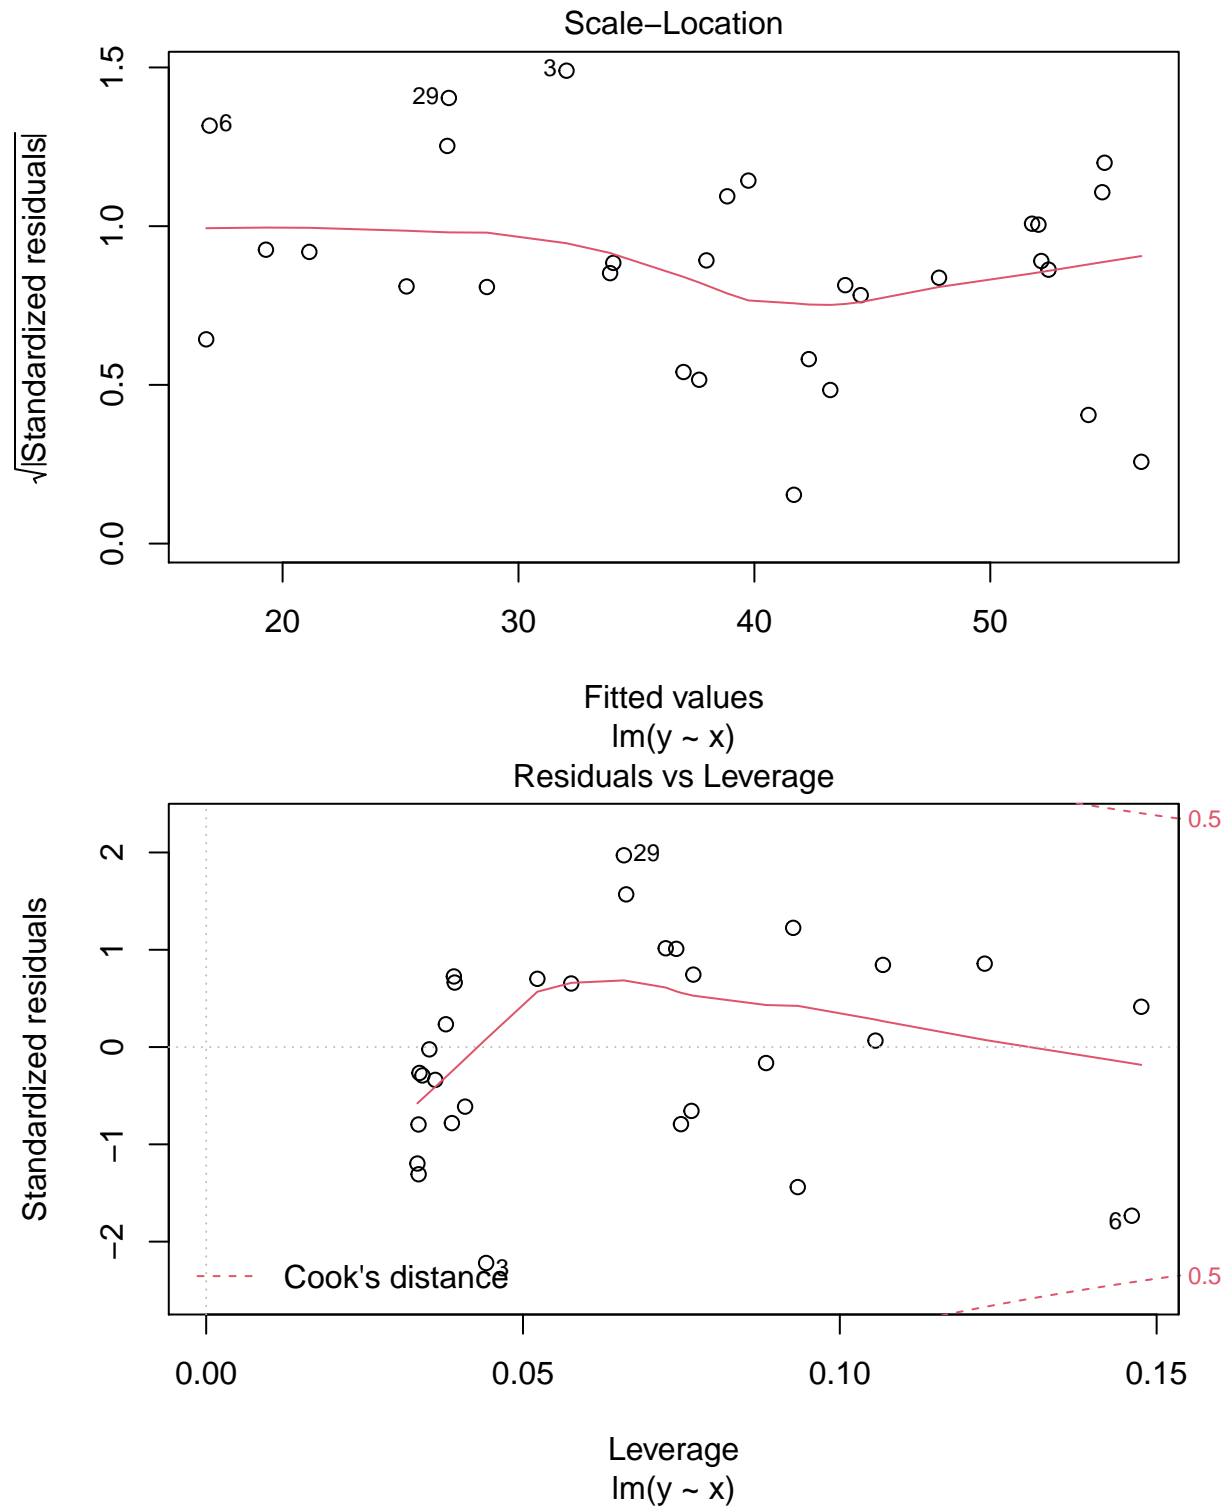 Scale−Location
√|Standardized residuals|
1.5
1.0
0.5
0.0
3
29
6
20 30 40 50
Fitted values
lm(y ~ x)
Residuals vs Leverage
Standardized residuals
2
1
0
−1
−2
0.5
29
6
3
Cook's distance
0.5
0.00 0.05 0.10 0.15
Leverage
lm(y ~ x)